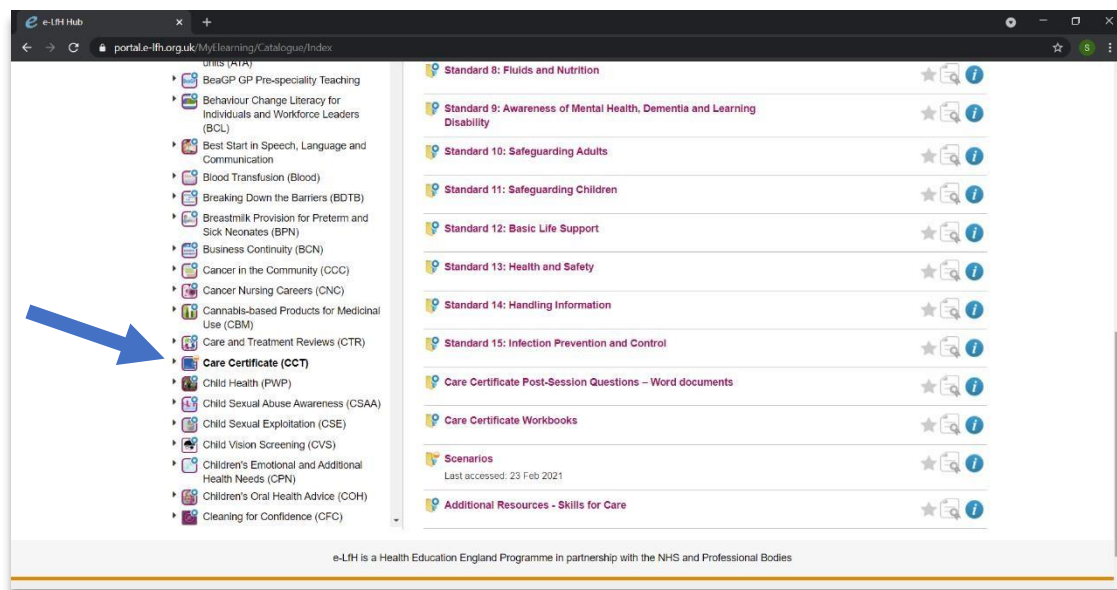 e-LfH Hub
portal.e-lfh.org.uk/MyElearning/Catalogue/Index
S
units (ATA)
BeaGP GP Pre-speciality Teaching
Behaviour Change Literacy for
Individuals and Workforce Leaders
(BCL)
Best Start in Speech, Language and
Communication
Blood Transfusion (Blood)
Breaking Down the Barriers (BDTB)
Breastmilk Provision for Preterm and
Sick Neonates (BPN)
Business Continuity (BCN)
Cancer in the Community (CCC)
Cancer Nursing Careers (CNC)
Cannabis-based Products for Medicinal
Use (CBM)
Care and Treatment Reviews (CTR)
Care Certificate (CCT)
Child Health (PWP)
Child Sexual Abuse Awareness (CSAA)
Child Sexual Exploitation (CSE)
Child Vision Screening (CVS)
Children's Emotional and Additional
Health Needs (CPN)
Children's Oral Health Advice (COH)
Cleaning for Confidence (CFC)
Standard 8: Fluids and Nutrition
Standard 9: Awareness of Mental Health, Dementia and Learning
Disability
Standard 10: Safeguarding Adults
Standard 11: Safeguarding Children
Standard 12: Basic Life Support
Standard 13: Health and Safety
Standard 14: Handling Information
Standard 15: Infection Prevention and Control
Care Certificate Post-Session Questions – Word documents
Care Certificate Workbooks
Scenarios
Last accessed: 23 Feb 2021
Additional Resources - Skills for Care
e-LfH is a Health Education England Programme in partnership with the NHS and Professional Bodies